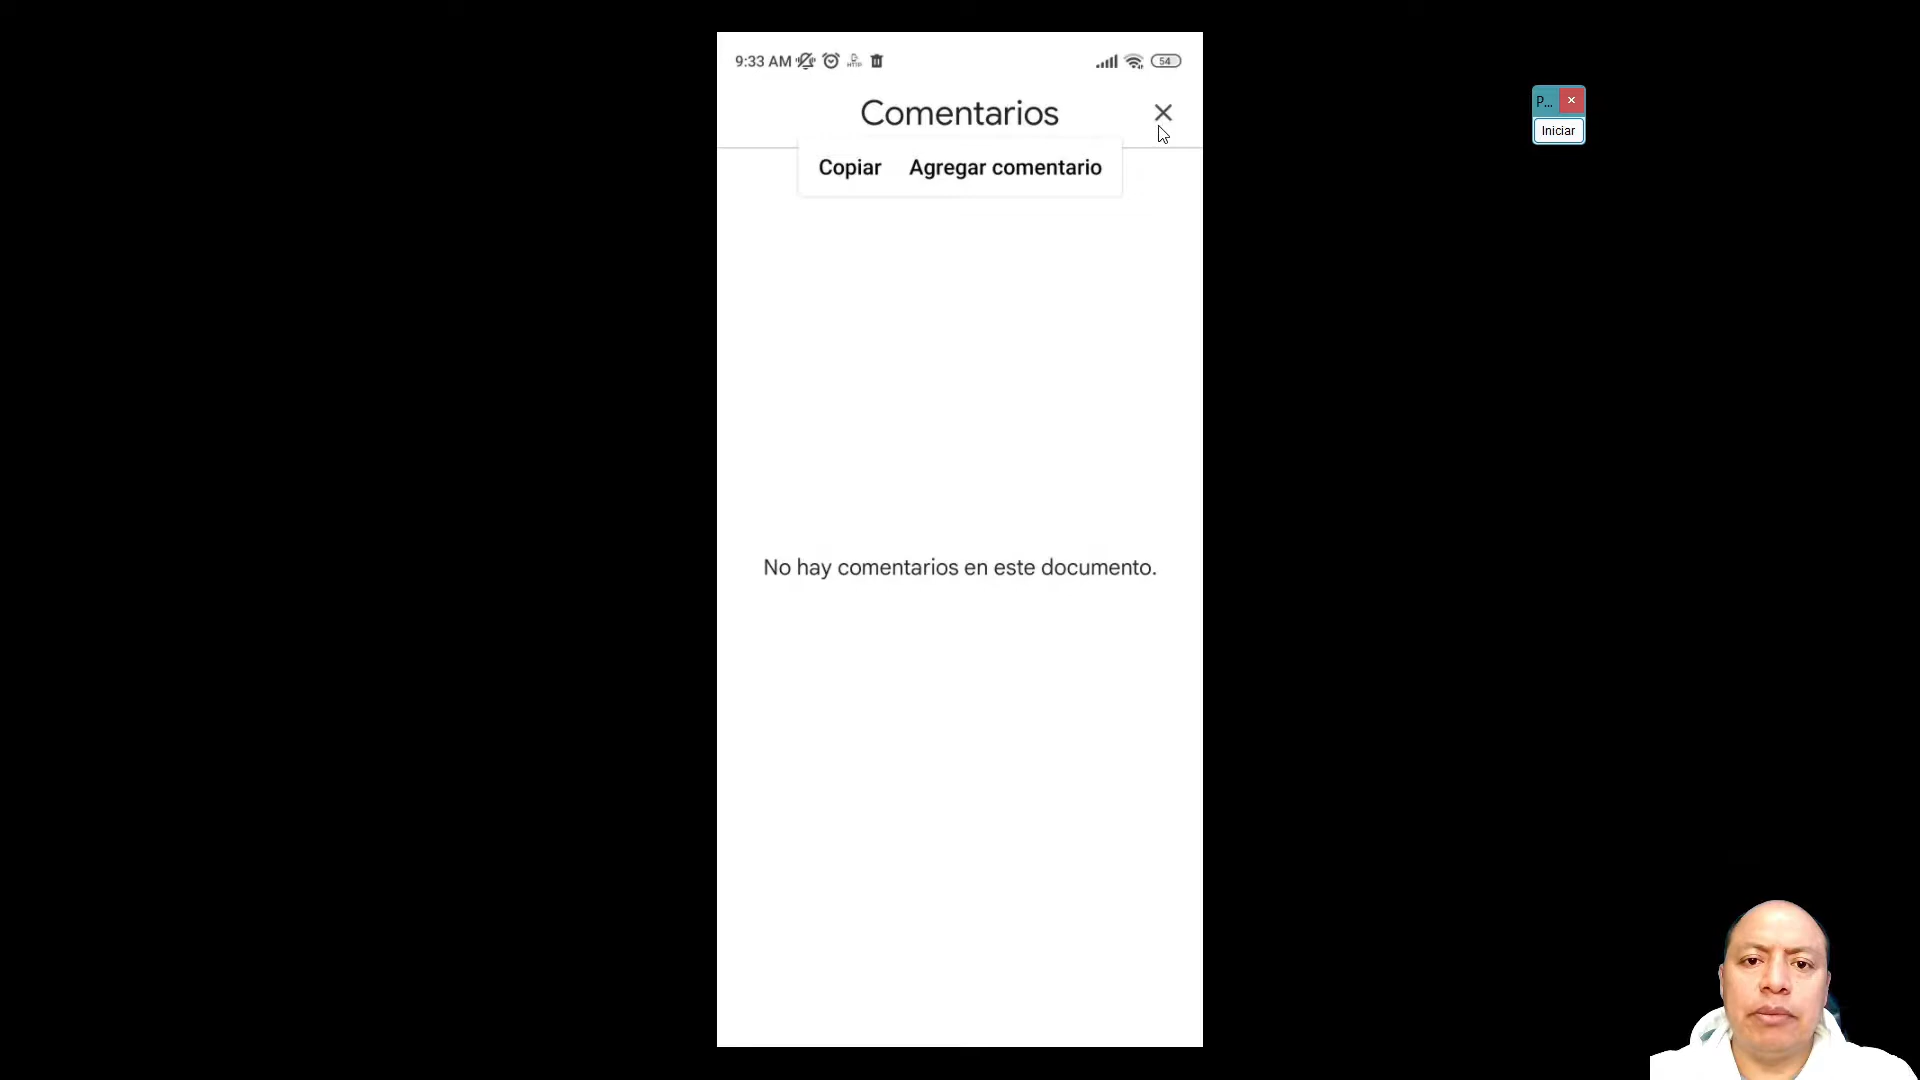 9:33 AM
54
Comentarios
Copiar Agregar comentario
No hay comentarios en este documento.
P...
Iniciar